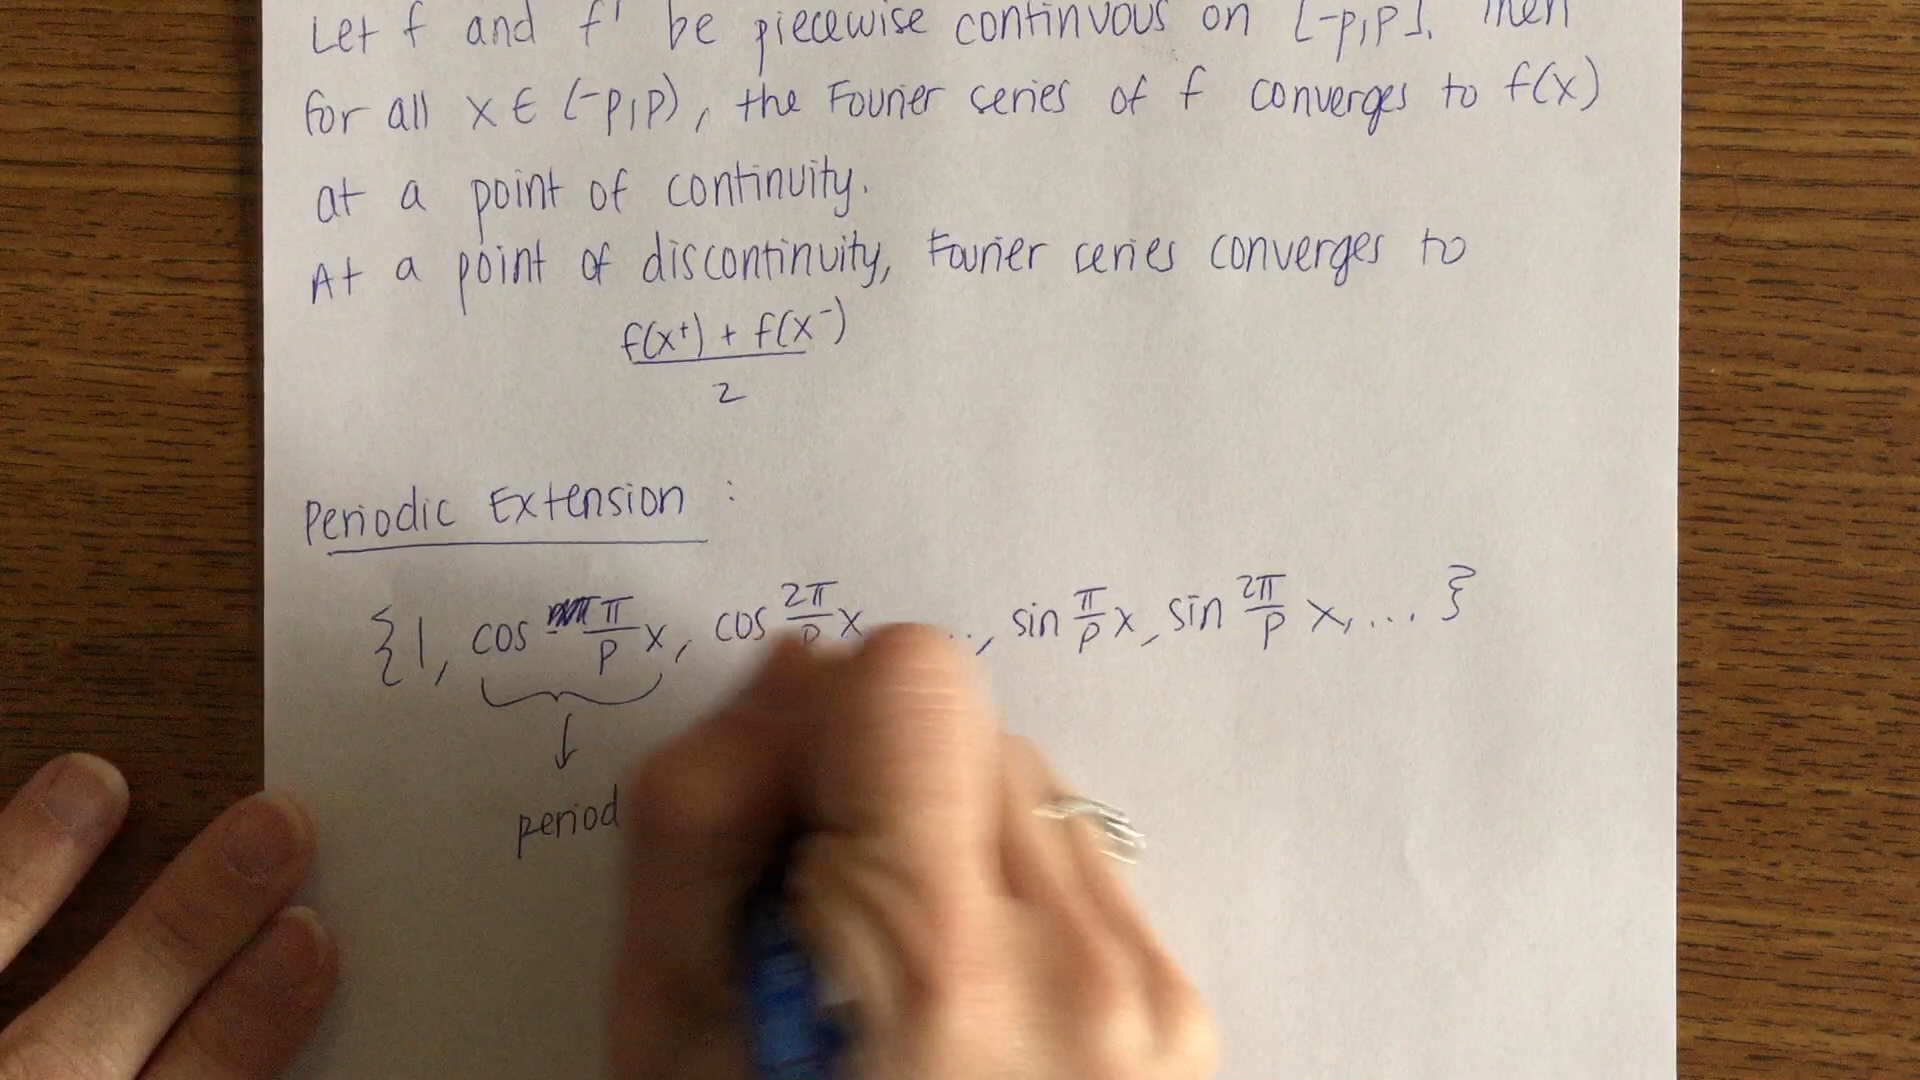 Let f and f' be piecewise continuous on [-p,p]. Then
for all x ∈ (-p,p), the Fourier series of f converges to f(x)
at a point of continuity.
At a point of discontinuity, Fourier series converges to
f(x⁺) + f(x⁻)
2
Periodic Extension :
{1, cos π/p x, cos 2π/p x ..., sin π/p x, sin 2π/p x, ... }
period